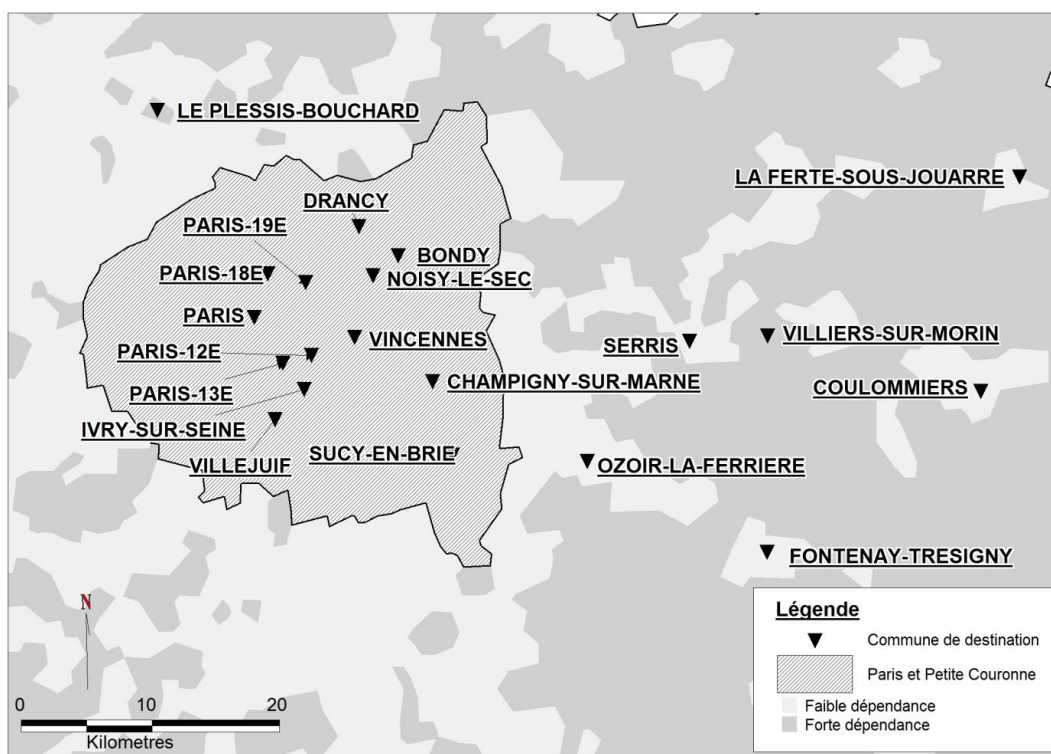 LE PLESSIS-BOUCHARD
LA FERTE-SOUS-JOUARRE
DRANCY
PARIS-19E
BONDY
PARIS-18E
NOISY-LE-SEC
PARIS
VINCENNES
SERRIS
VILLIERS-SUR-MORIN
PARIS-12E
CHAMPIGNY-SUR-MARNE
COULOMMIERS
PARIS-13E
IVRY-SUR-SEINE
SUCY-EN-BRIE
VILLEJUIF
OZOIR-LA-FERRIERE
FONTENAY-TRESIGNY
N
0 10 20
Kilometres
Légende
Commune de destination
Paris et Petite Couronne
Faible dépendance
Forte dépendance